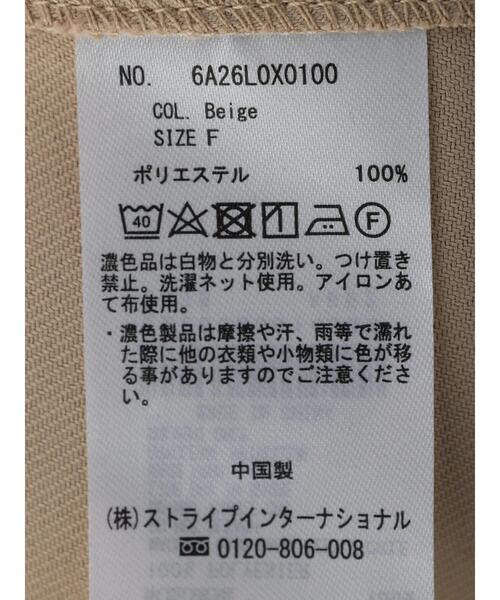 NO. 6A26L0X0100
COL. Beige
SIZE F
ポリエステル 100%
40 F
濃色品は白物と分別洗い。つけ置き
禁止。洗濯ネット使用。アイロンあ
て布使用。
・濃色製品は摩擦や汗、雨等で濡れ
た際に他の衣類や小物類に色が移
る事がありますのでご注意くださ
い。
中国製
(株)ストライプインターナショナル
0120-806-008